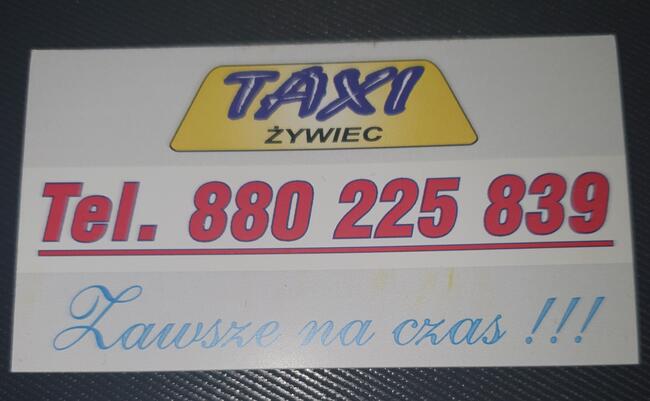 TAXI
ŻYWIEC
Tel. 880 225 839
Zawsze na czas !!!